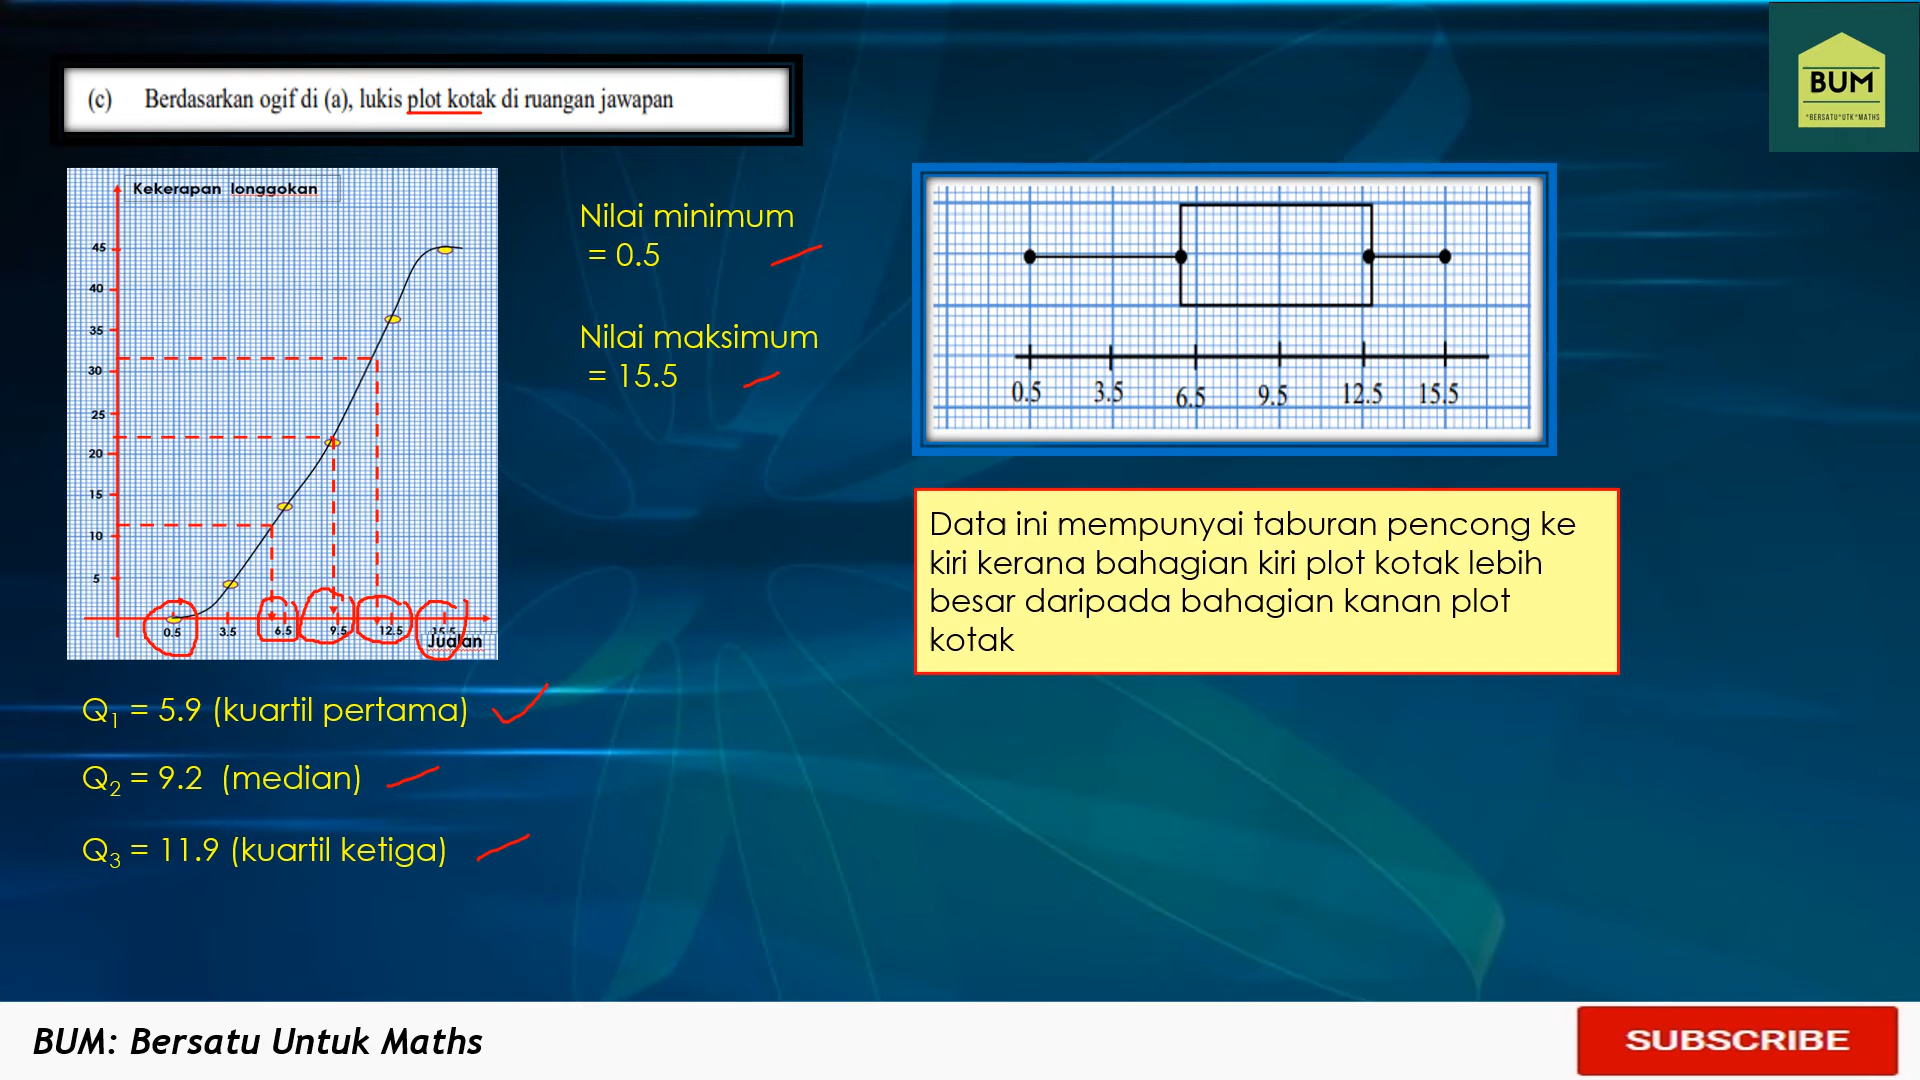 BUM
"BERSATU"UTK"MATHS
(c) Berdasarkan ogif di (a), lukis plot kotak di ruangan jawapan
Kekerapan longgokan
45
40
35
30
25
20
15
10
5
0.5 3.5 6.5 9.5 12.5 15.5
Jualan
Nilai minimum
= 0.5
Nilai maksimum
= 15.5
0.5 3.5 6.5 9.5 12.5 15.5
Data ini mempunyai taburan pencong ke
kiri kerana bahagian kiri plot kotak lebih
besar daripada bahagian kanan plot
kotak
Q1 = 5.9 (kuartil pertama)
Q2 = 9.2 (median)
Q3 = 11.9 (kuartil ketiga)
BUM: Bersatu Untuk Maths
SUBSCRIBE